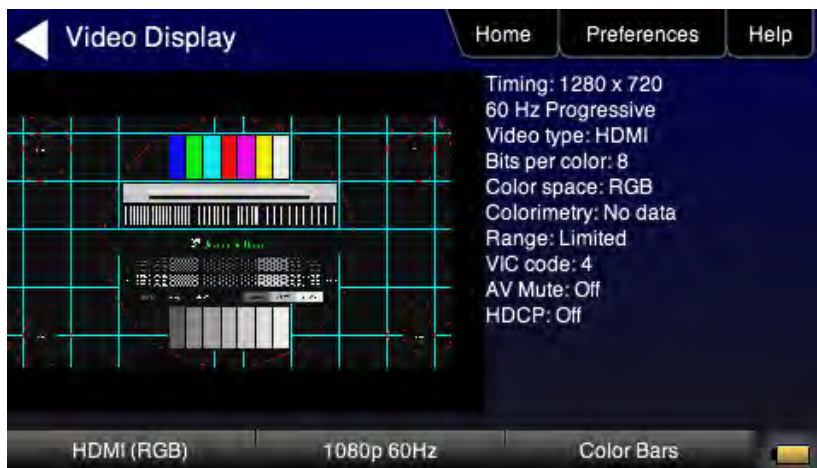 Video Display
Home
Preferences
Help
Timing: 1280 x 720
60 Hz Progressive
Video type: HDMI
Bits per color: 8
Color space: RGB
Colorimetry: No data
Range: Limited
VIC code: 4
AV Mute: Off
HDCP: Off
HDMI (RGB)
1080p 60Hz
Color Bars